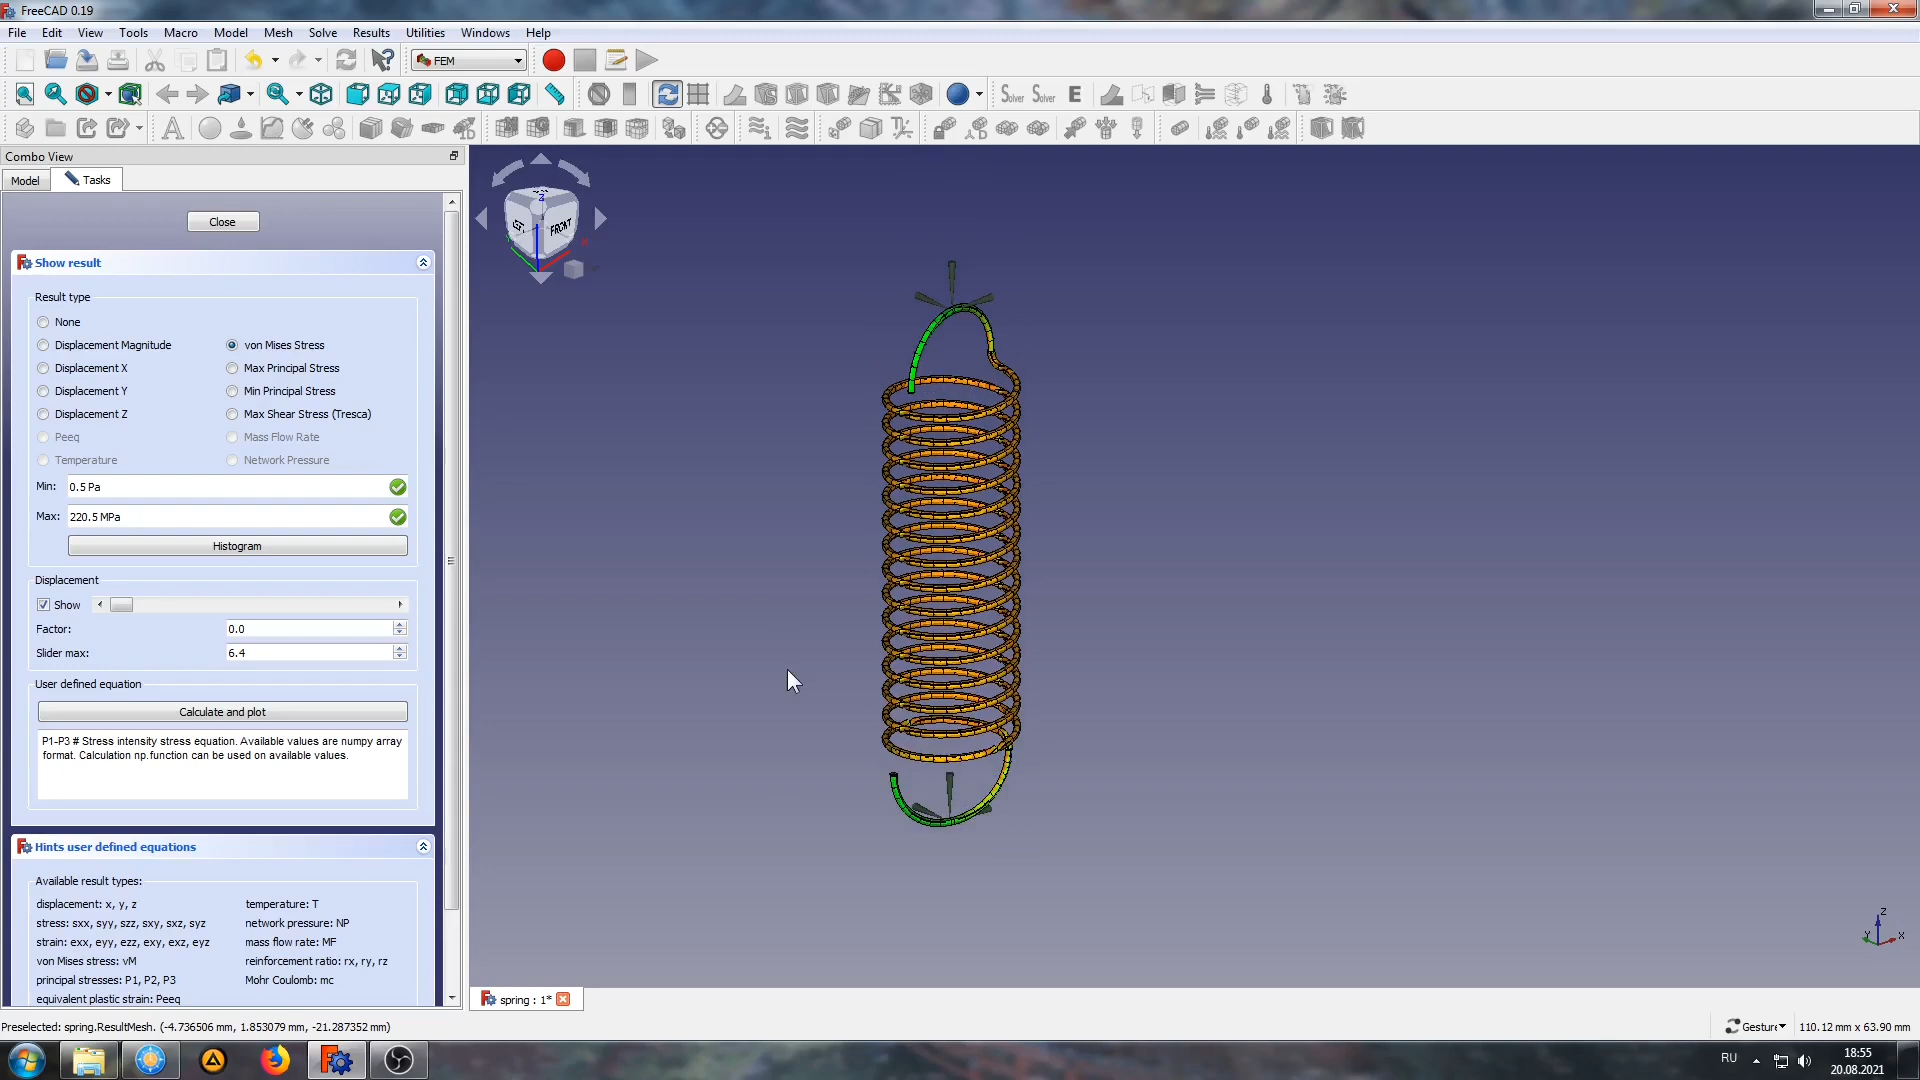 FreeCAD 0.19
File Edit View Tools Macro Model Mesh Solve Results Utilities Windows Help
FEM
Solver Solver E
A 1D
Combo View
Model Tasks
Close
Show result
Result type
None
Displacement Magnitude von Mises Stress
Displacement X Max Principal Stress
Displacement Y Min Principal Stress
Displacement Z Max Shear Stress (Tresca)
Peeq Mass Flow Rate
Temperature Network Pressure
Min: 0.5 Pa
Max: 220.5 MPa
Histogram
Displacement
Show
Factor: 0.0
Slider max: 6.4
User defined equation
Calculate and plot
P1-P3 # Stress intensity stress equation. Available values are numpy array
format. Calculation np.function can be used on available values.
Hints user defined equations
Available result types:
displacement: x, y, z temperature: T
stress: sxx, syy, szz, sxy, sxz, syz network pressure: NP
strain: exx, eyy, ezz, exy, exz, eyz mass flow rate: MF
von Mises stress: vM reinforcement ratio: rx, ry, rz
principal stresses: P1, P2, P3 Mohr Coulomb: mc
equivalent plastic strain: Peeq
Z
FRONT
Z
Y X
spring : 1*
Preselected: spring.ResultMesh. (-4.736506 mm, 1.853079 mm, -21.287352 mm)
Gesture 110.12 mm x 63.90 mm
RU
18:55
20.08.2021